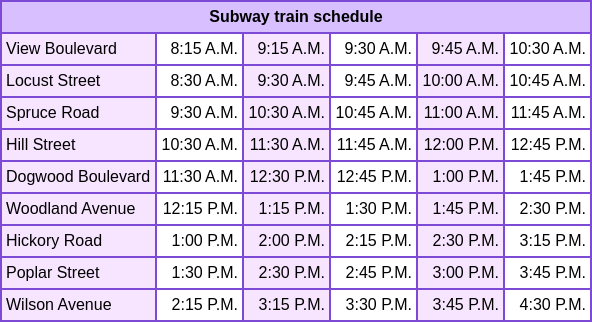 Subway train schedule
View Boulevard 8:15 A.M. 9:15 A.M. 9:30 A.M. 9:45 A.M. 10:30 A.M.
Locust Street 8:30 A.M. 9:30 A.M. 9:45 A.M. 10:00 A.M. 10:45 A.M.
Spruce Road 9:30 A.M. 10:30 A.M. 10:45 A.M. 11:00 A.M. 11:45 A.M.
Hill Street 10:30 A.M. 11:30 A.M. 11:45 A.M. 12:00 P.M. 12:45 P.M.
Dogwood Boulevard 11:30 A.M. 12:30 P.M. 12:45 P.M. 1:00 P.M. 1:45 P.M.
Woodland Avenue 12:15 P.M. 1:15 P.M. 1:30 P.M. 1:45 P.M. 2:30 P.M.
Hickory Road 1:00 P.M. 2:00 P.M. 2:15 P.M. 2:30 P.M. 3:15 P.M.
Poplar Street 1:30 P.M. 2:30 P.M. 2:45 P.M. 3:00 P.M. 3:45 P.M.
Wilson Avenue 2:15 P.M. 3:15 P.M. 3:30 P.M. 3:45 P.M. 4:30 P.M.